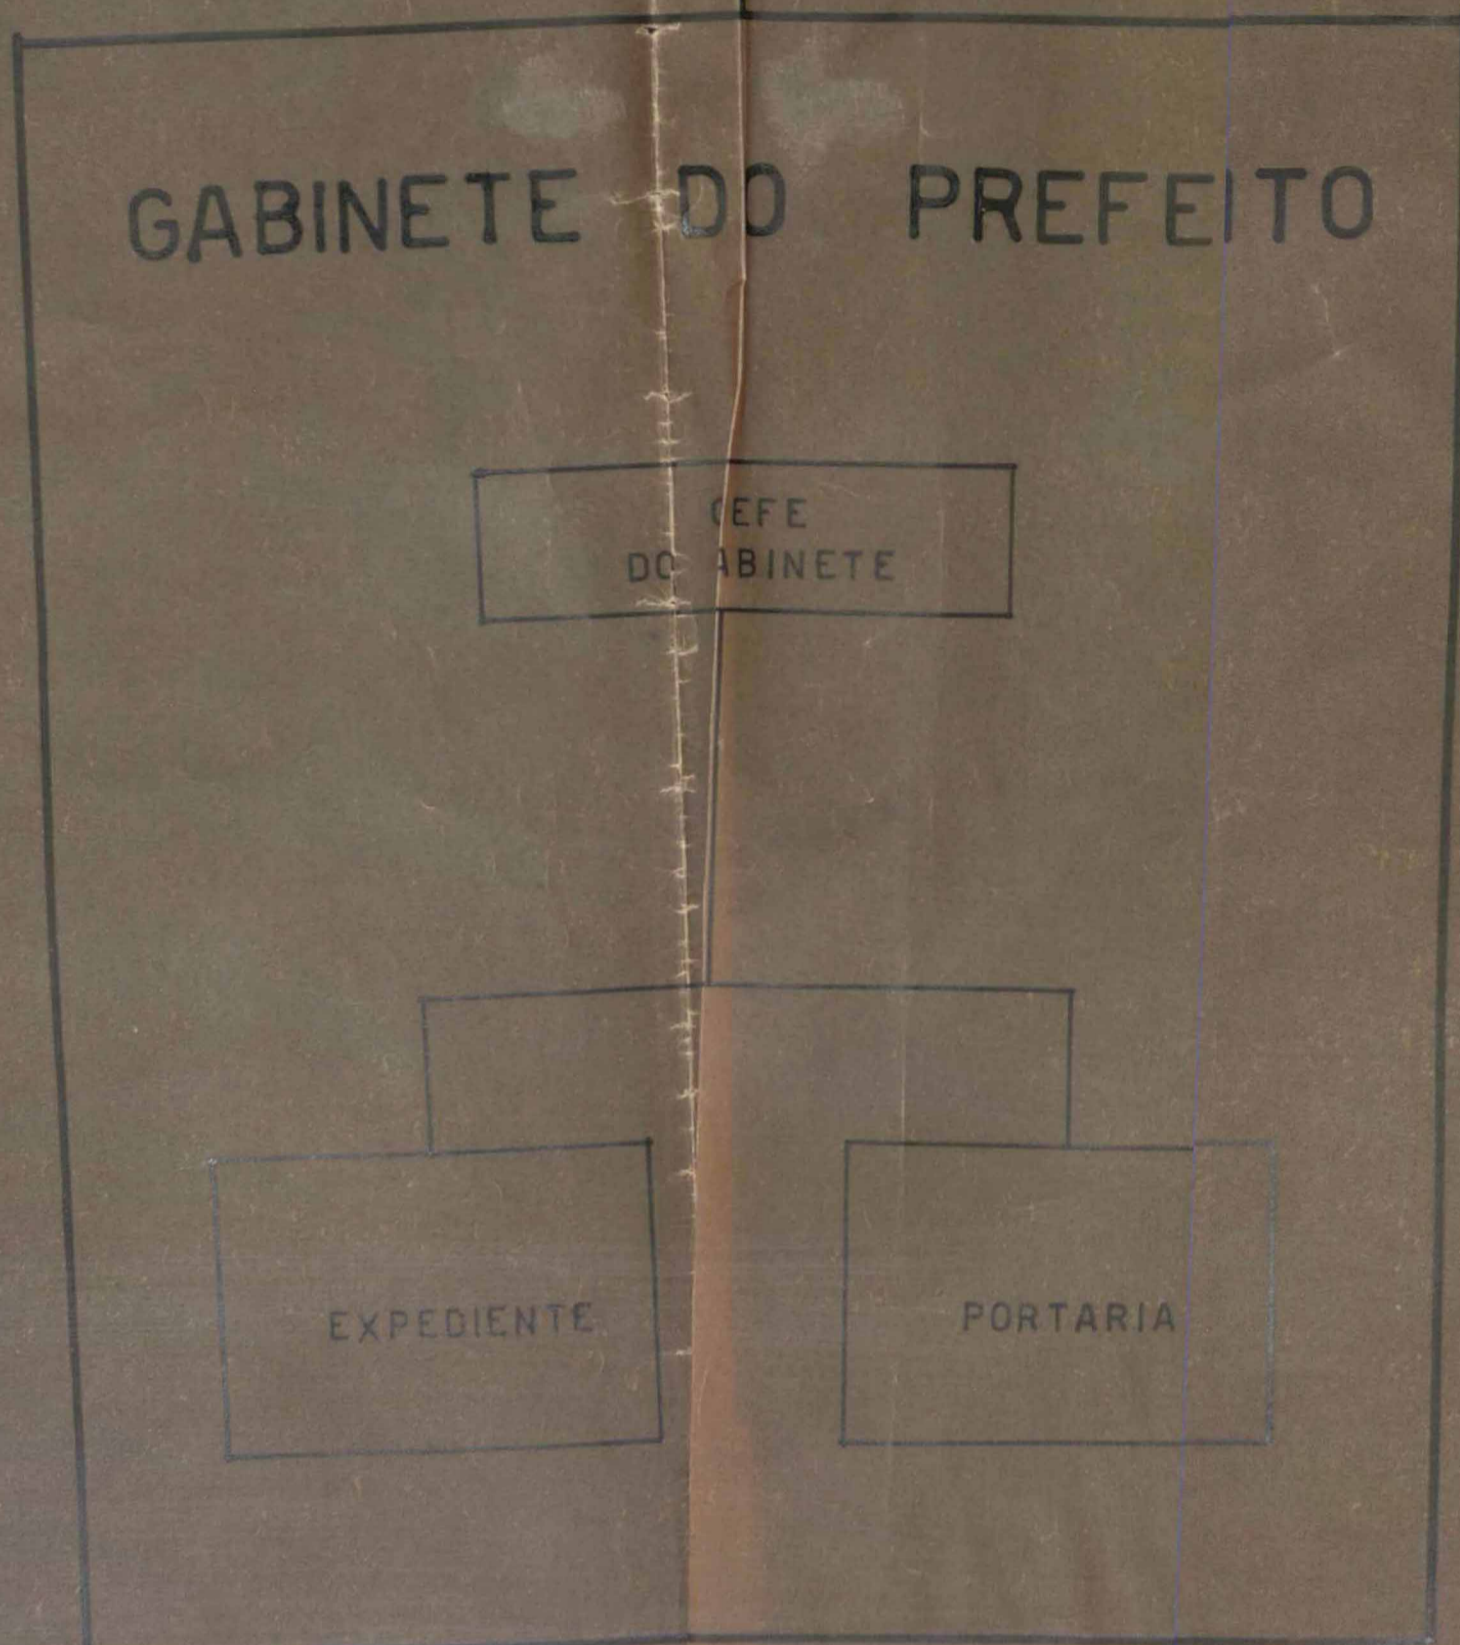 GABINETE DO PREFEITO
CEFE
DO ABINETE
EXPEDIENTE
PORTARIA